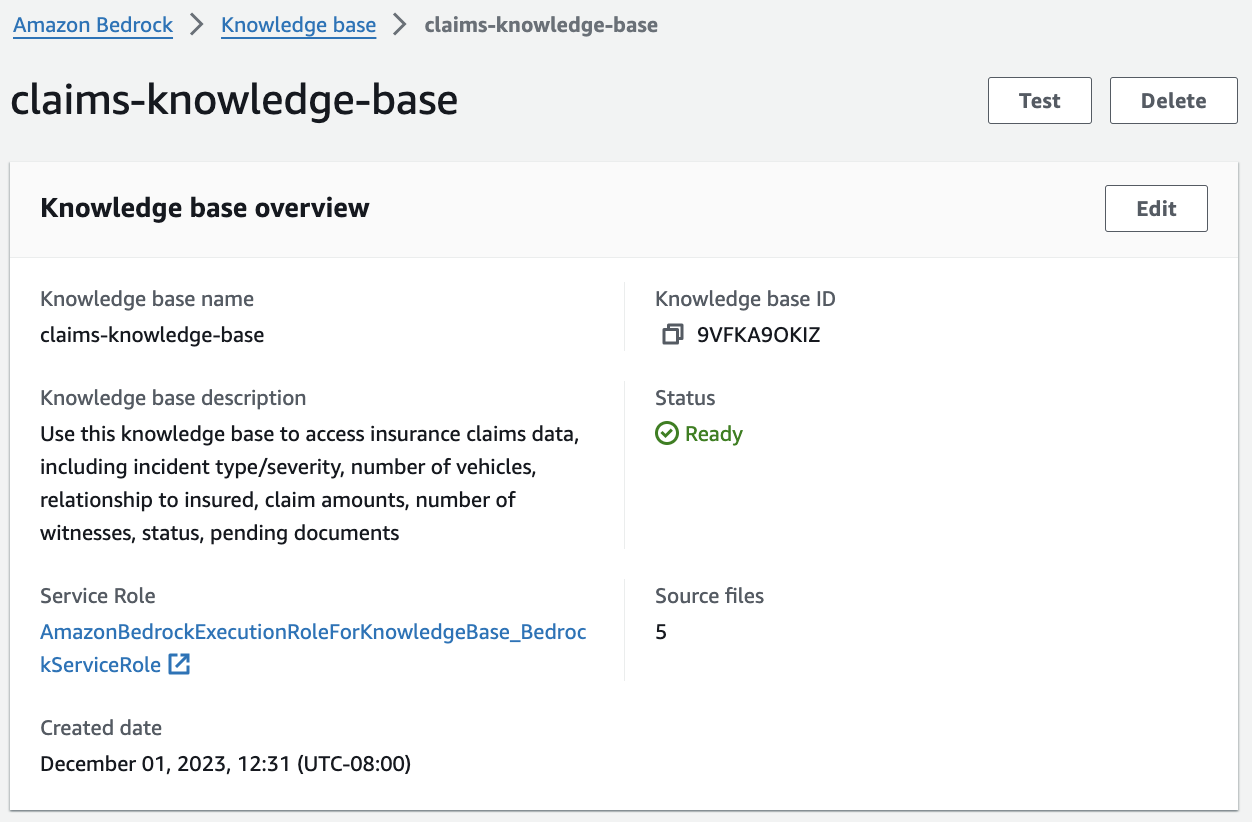 Amazon Bedrock > Knowledge base > claims-knowledge-base
claims-knowledge-base
Test
Delete
Knowledge base overview
Edit
Knowledge base name
claims-knowledge-base
Knowledge base ID
9VFKA9OKIZ
Knowledge base description
Use this knowledge base to access insurance claims data,
including incident type/severity, number of vehicles,
relationship to insured, claim amounts, number of
witnesses, status, pending documents
Status
Ready
Service Role
AmazonBedrockExecutionRoleForKnowledgeBase_Bedroc
kServiceRole
Source files
5
Created date
December 01, 2023, 12:31 (UTC-08:00)